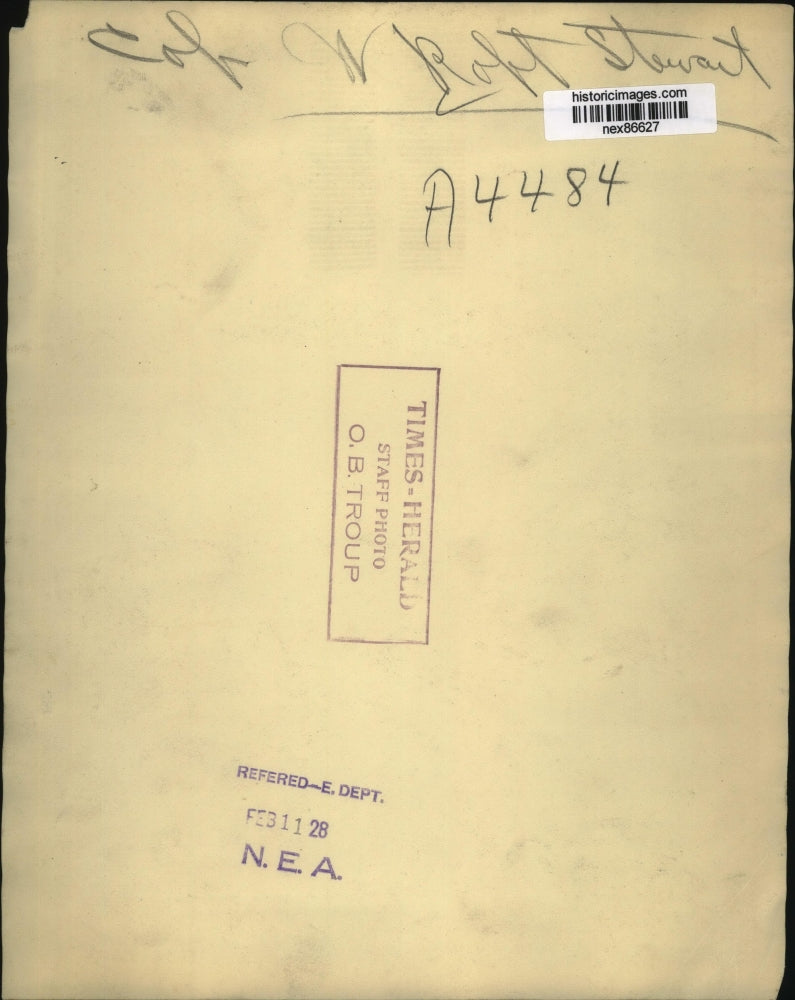 Col W Robt Stewart
historicimages.com
nex86627
A4484
TIMES-HERALD
STAFF PHOTO
O. B. TROUP
REFERED-E. DEPT.
FEB 11 28
N. E. A.